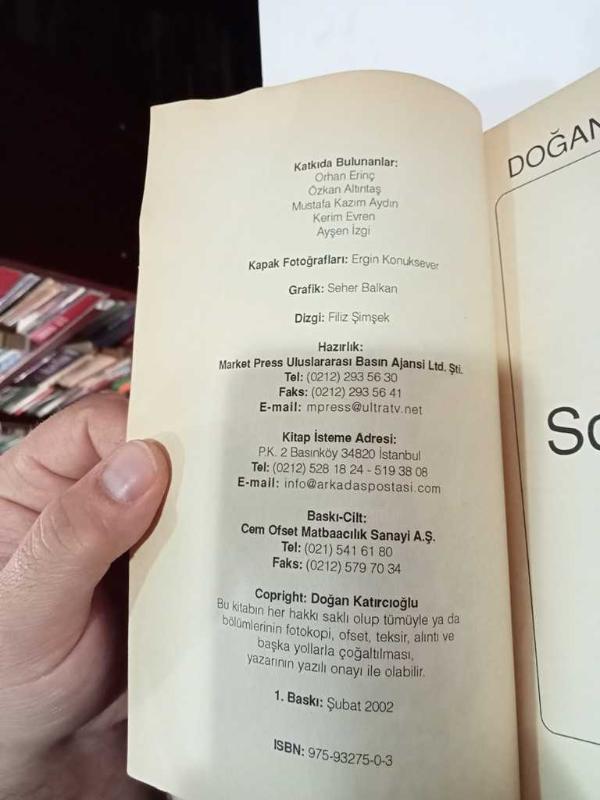 Katkıda Bulunanlar:
Orhan Erinç
Özkan Altıntaş
Mustafa Kazım Aydın
Kerim Evren
Ayşen İzgi
Kapak Fotoğrafları: Ergin Konuksever
Grafik: Seher Balkan
Dizgi: Filiz Şimşek
Hazırlık:
Market Press Uluslararası Basın Ajansi Ltd. Şti.
Tel: (0212) 293 56 30
Faks: (0212) 293 56 41
E-mail: mpress@ultratv.net
Kitap İsteme Adresi:
P.K. 2 Basınköy 34820 İstanbul
Tel: (0212) 528 18 24 - 519 38 08
E-mail: info@arkadaspostasi.com
Baskı-Cilt:
Cem Ofset Matbaacılık Sanayi A.Ş.
Tel: (021) 541 61 80
Faks: (0212) 579 70 34
Copright: Doğan Katırcıoğlu
Bu kitabın her hakkı saklı olup tümüyle ya da
bölümlerinin fotokopi, ofset, teksir, alıntı ve
başka yollarla çoğaltılması,
yazarının yazılı onayı ile olabilir.
1. Baskı: Şubat 2002
ISBN: 975-93275-0-3
DOĞAN